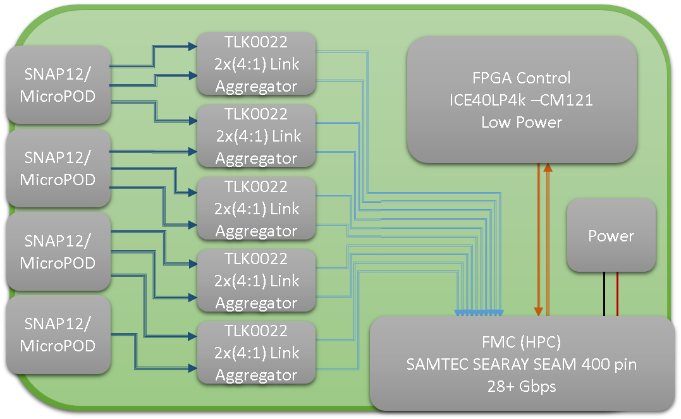 SNAP12/
MicroPOD
SNAP12/
MicroPOD
SNAP12/
MicroPOD
SNAP12/
MicroPOD
TLK0022
2x(4:1) Link
Aggregator
TLK0022
2x(4:1) Link
Aggregator
TLK0022
2x(4:1) Link
Aggregator
TLK0022
2x(4:1) Link
Aggregator
TLK0022
2x(4:1) Link
Aggregator
FPGA Control
ICE40LP4k –CM121
Low Power
Power
FMC (HPC)
SAMTEC SEARAY SEAM 400 pin
28+ Gbps